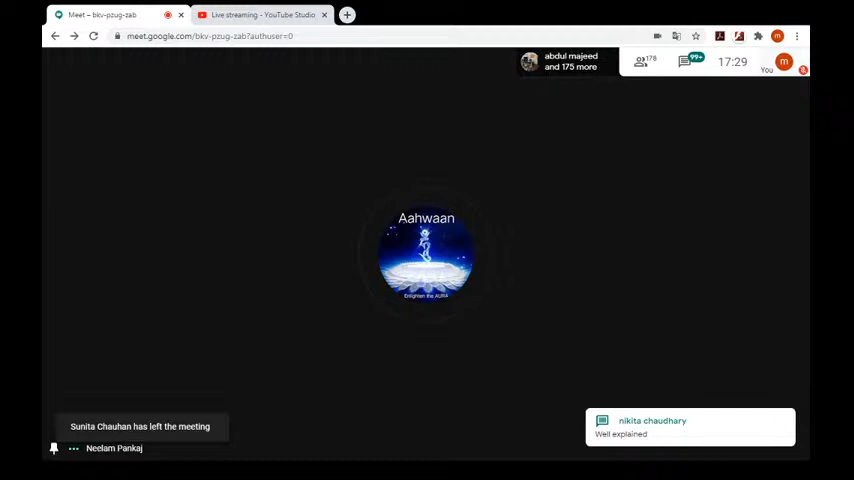 Meet – bkv-pzug-zab
Live streaming - YouTube Studio
meet.google.com/bkv-pzug-zab?authuser=0
m
abdul majeed
and 175 more
178
99+
17:29
You
m
Aahwaan
Enlighten the AURA
Sunita Chauhan has left the meeting
nikita chaudhary
Well explained
Neelam Pankaj